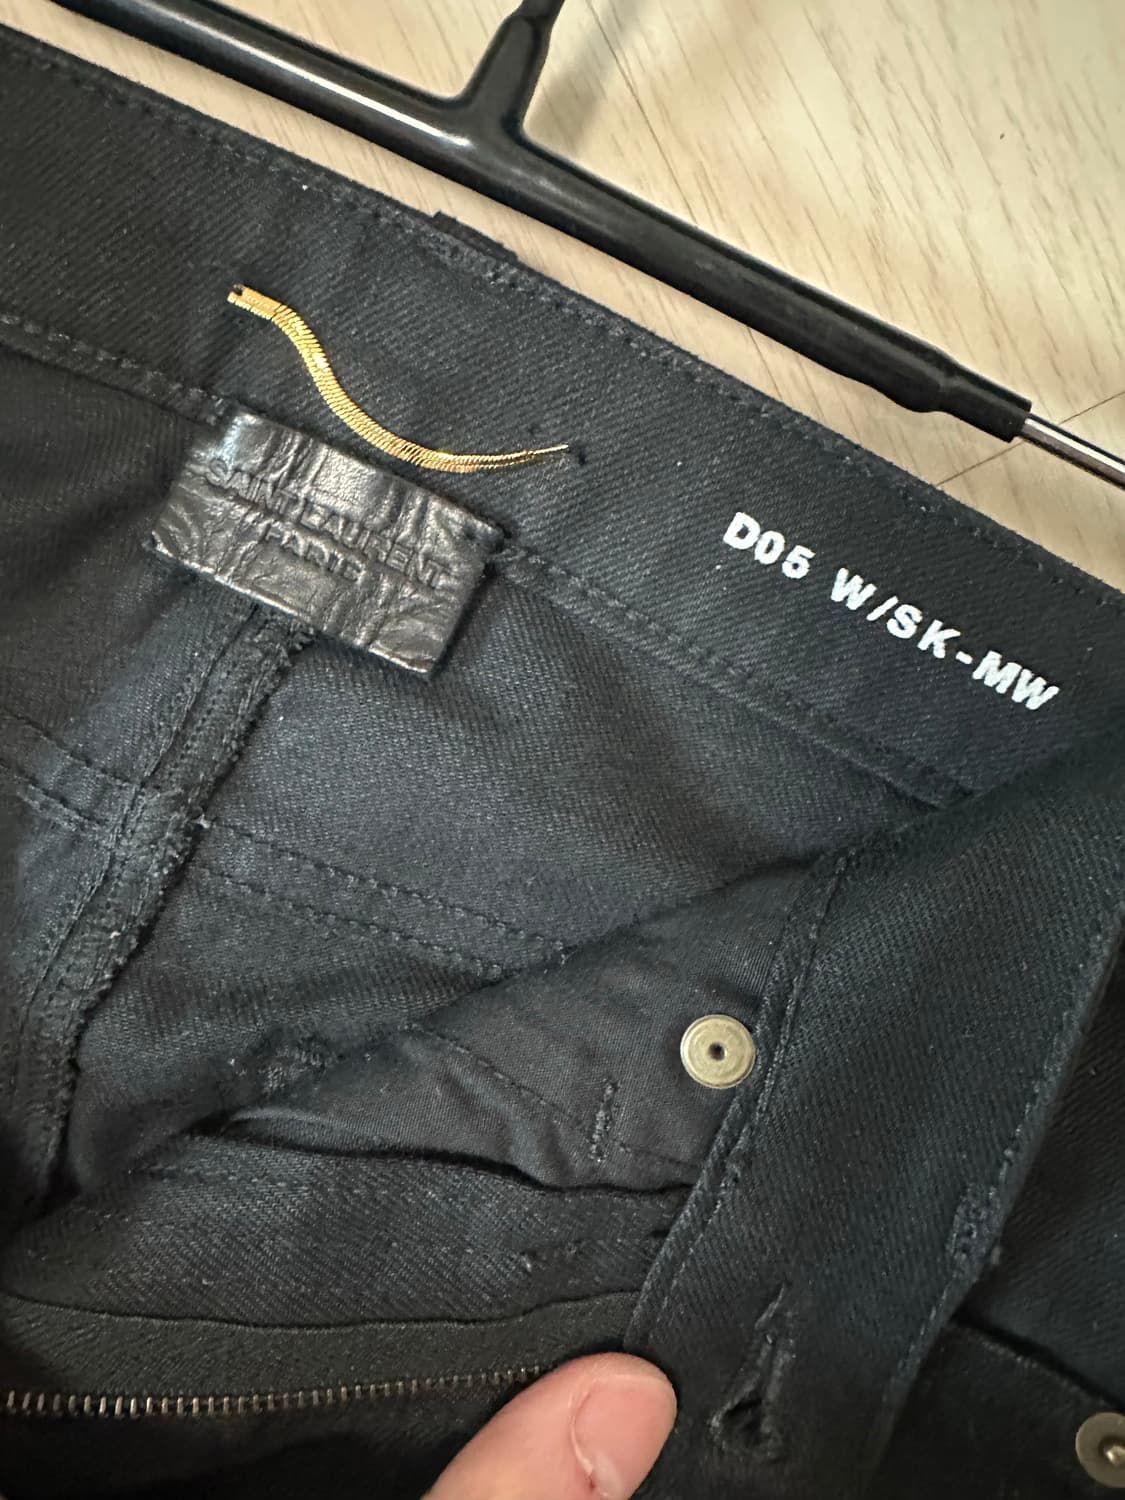 SAINT LAURENT
PARIS
D05 W/SK-MW